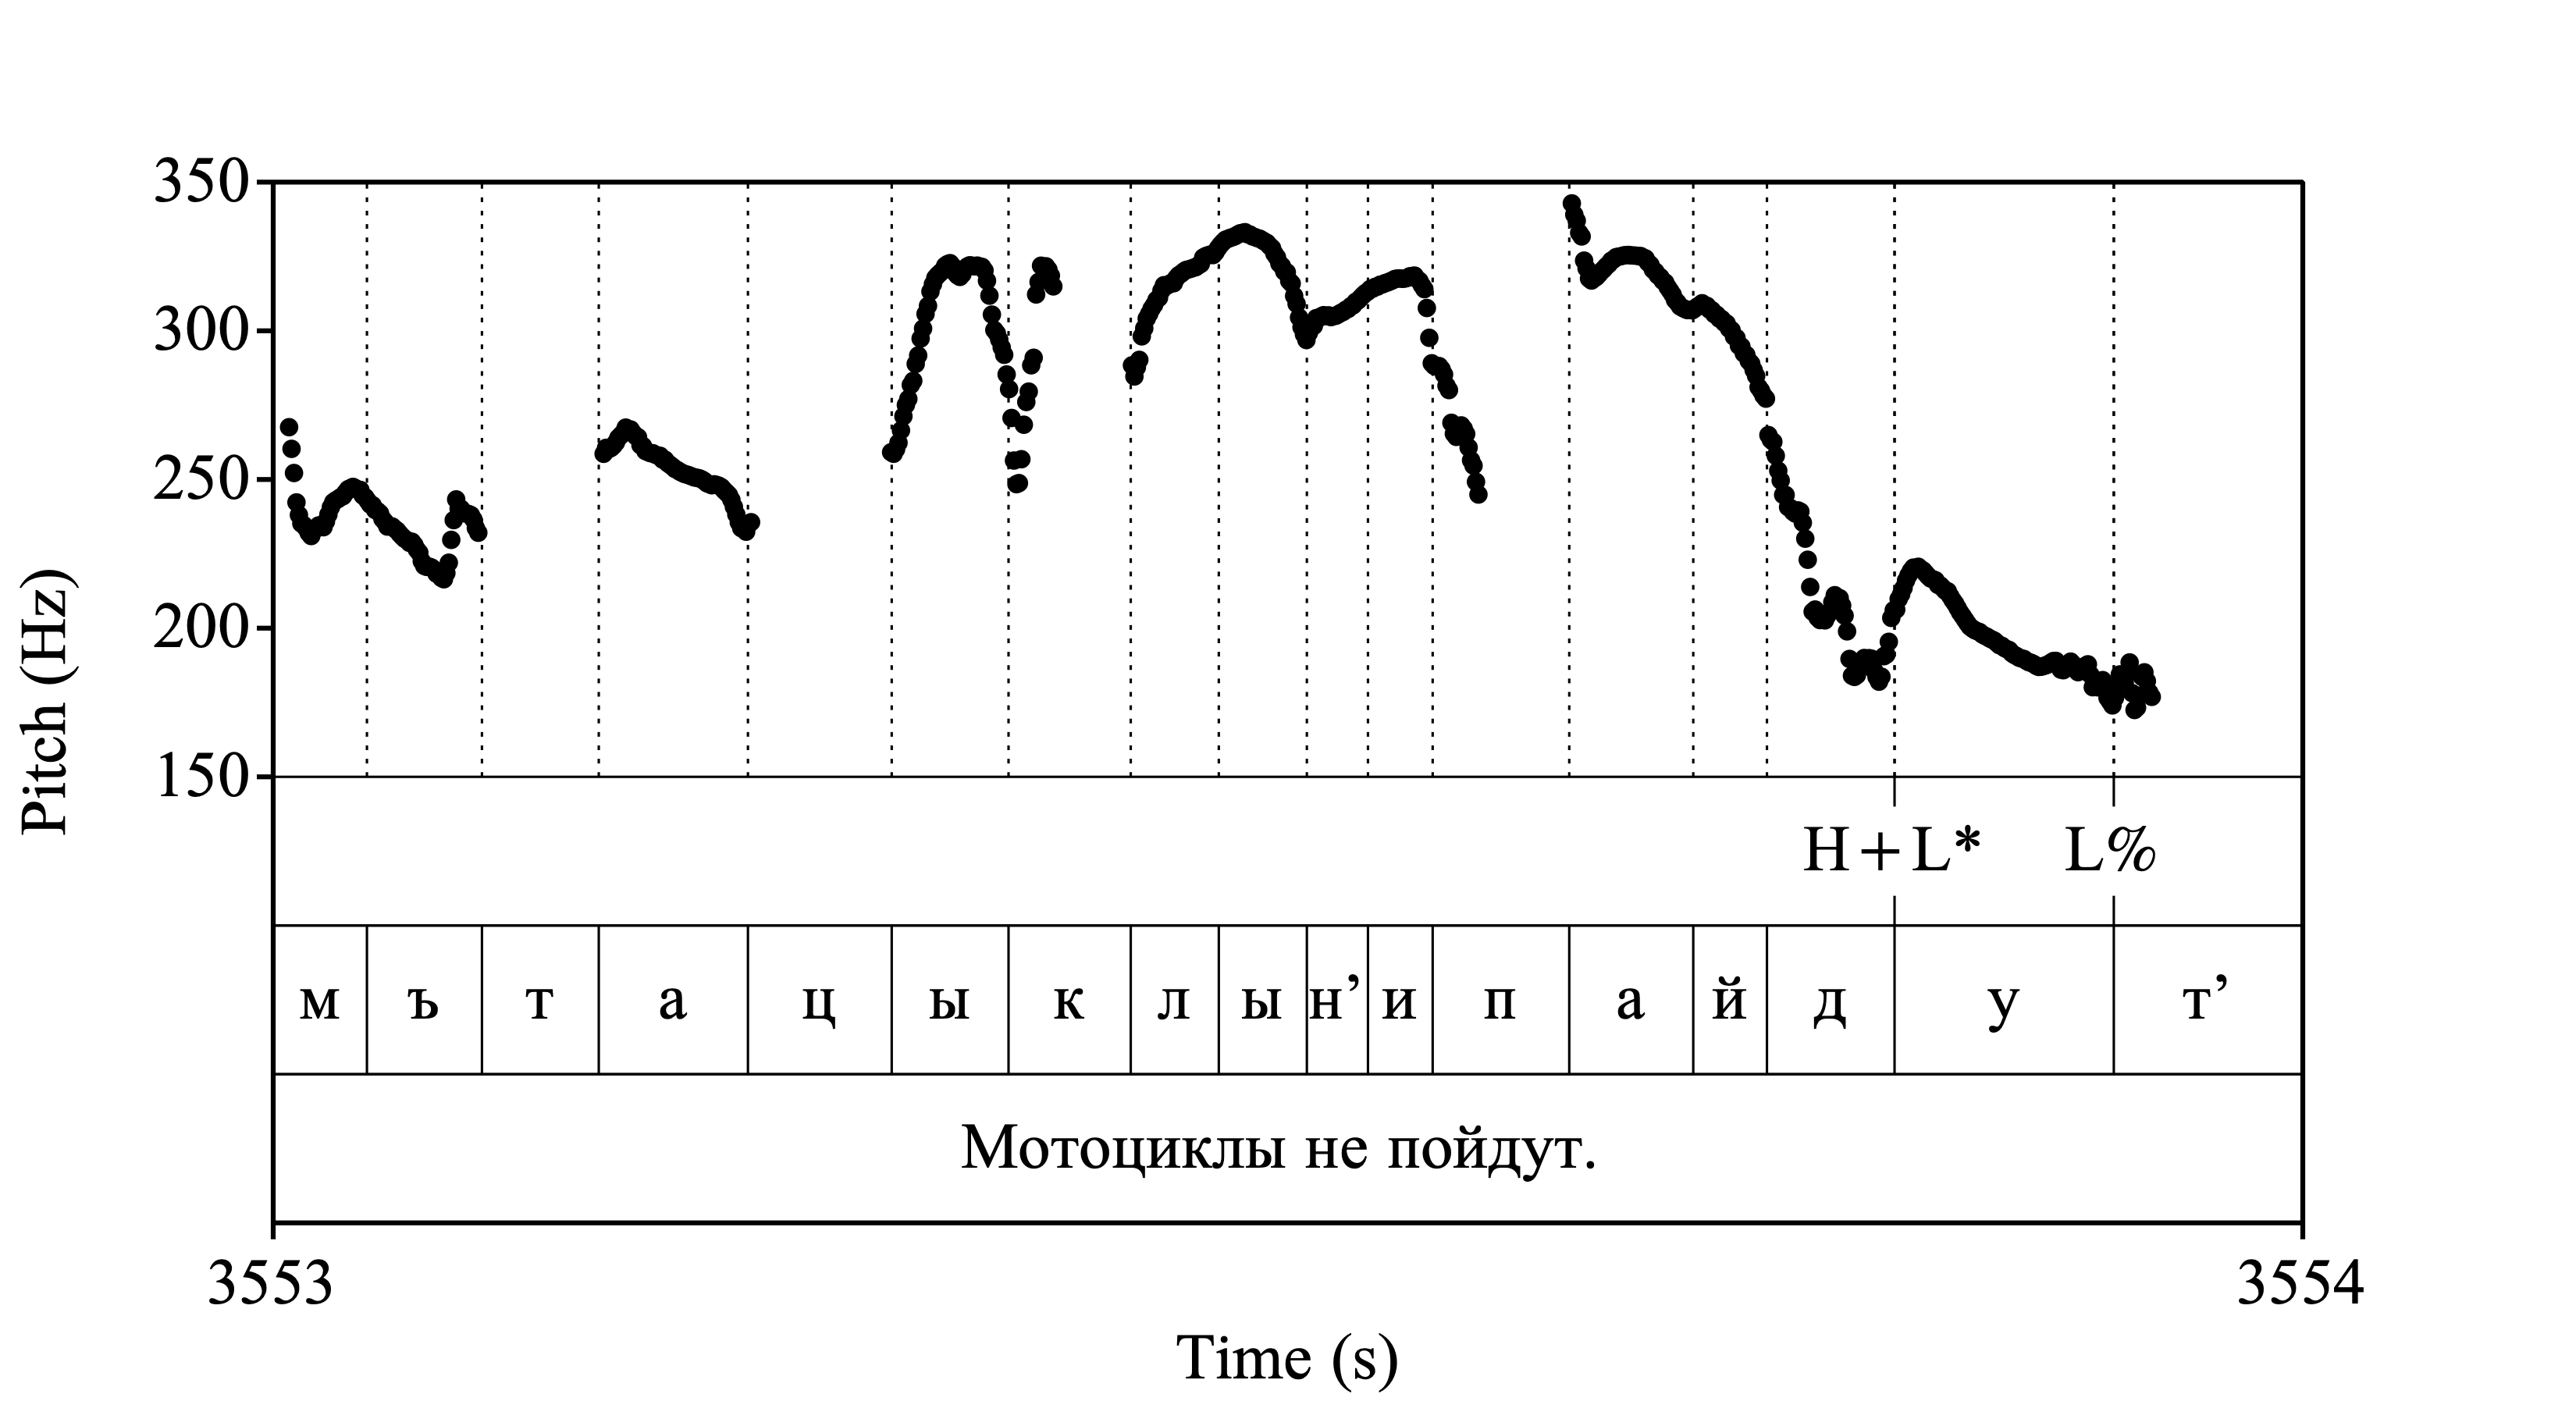 350
300
250
200
150
Pitch (Hz)
H+L* L%
м ъ т а ц ы к л ы н’ и п а й д у т’
Мотоциклы не пойдут.
3553 3554
Time (s)